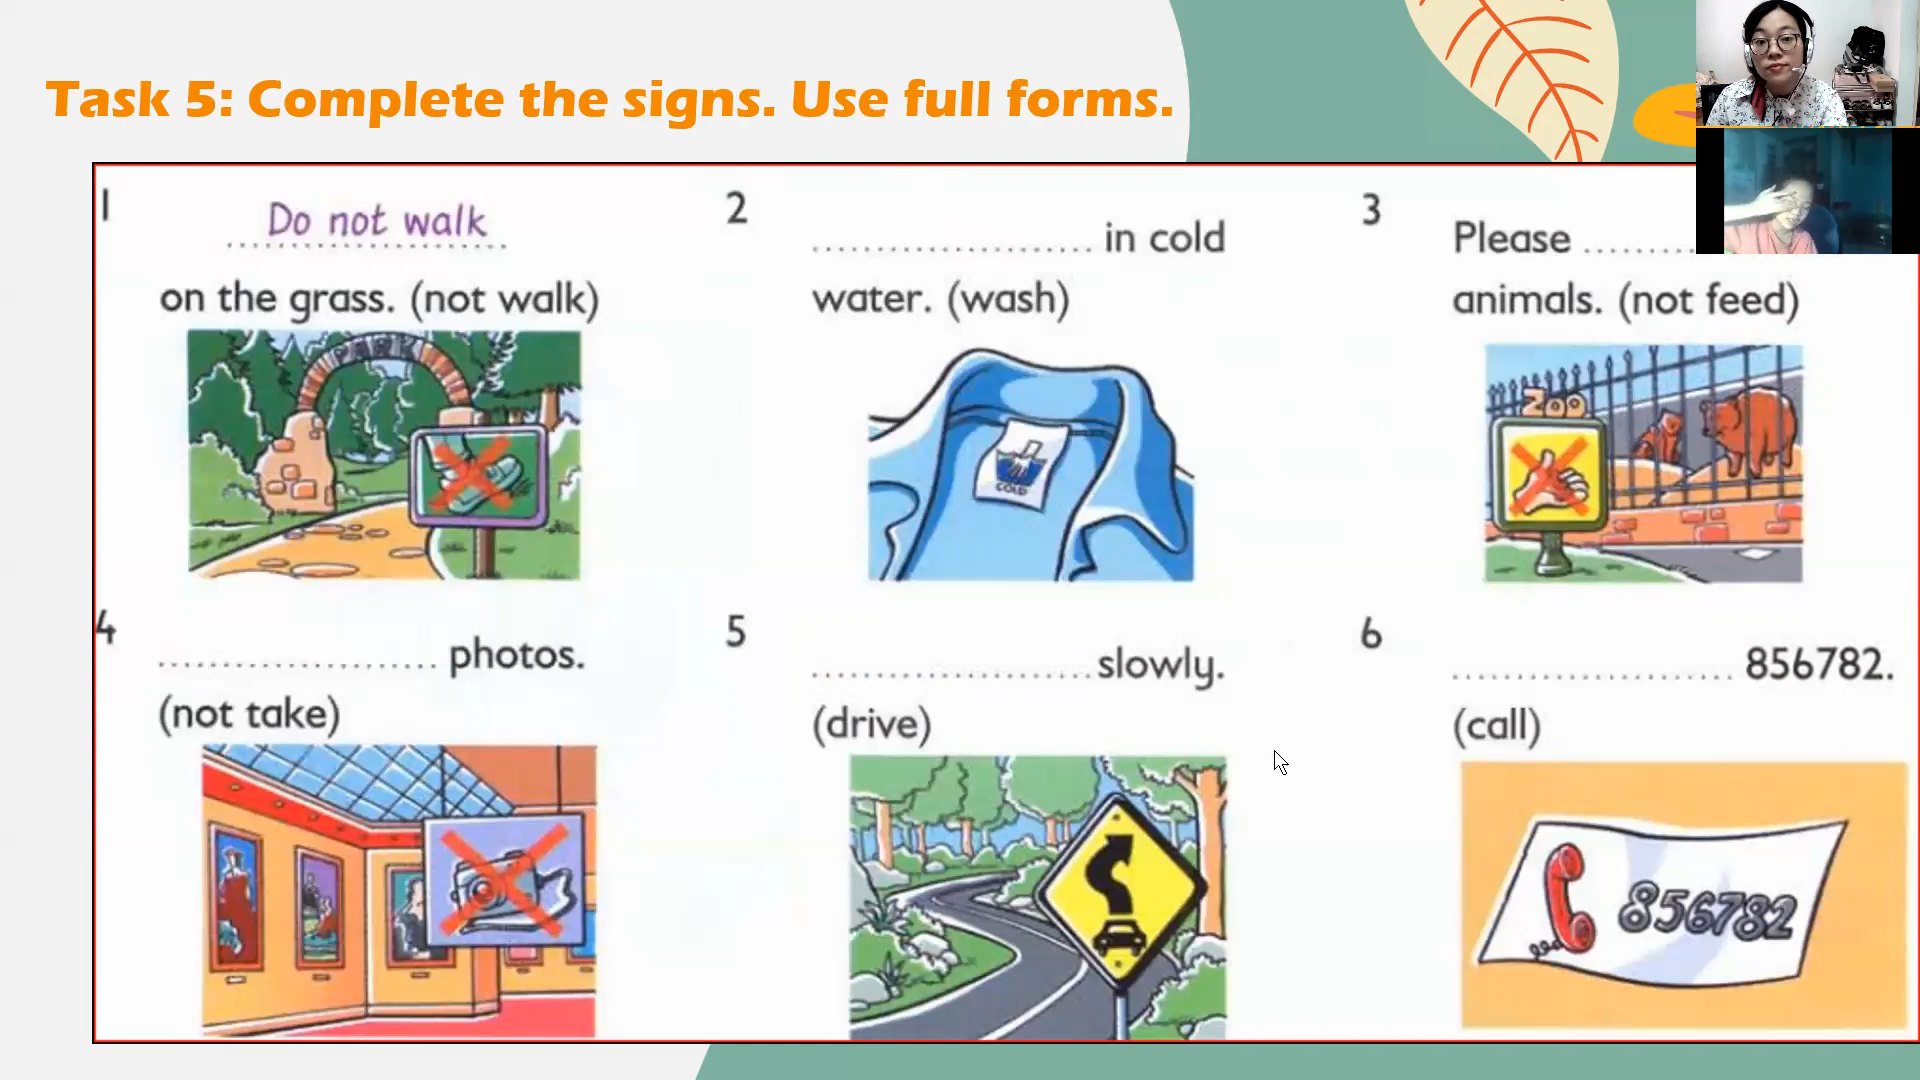 Task 5: Complete the signs. Use full forms.
1
Do not walk
on the grass. (not walk)
PARK
2
.......................... in cold
water. (wash)
COLD
3
Please ..........
animals. (not feed)
ZOO
4
.......................... photos.
(not take)
5
.......................... slowly.
(drive)
6
.......................... 856782.
(call)
856782